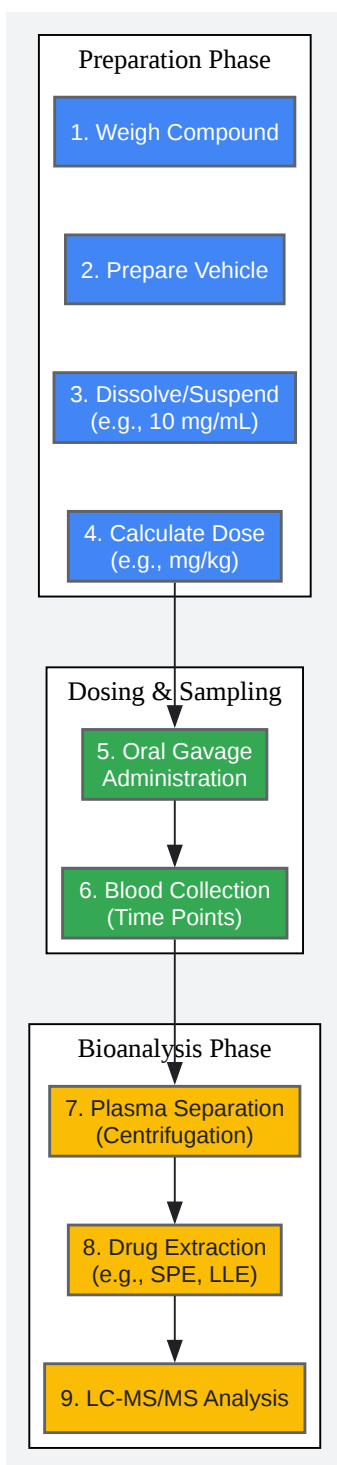 Preparation Phase
1. Weigh Compound
2. Prepare Vehicle
3. Dissolve/Suspend
(e.g., 10 mg/mL)
4. Calculate Dose
(e.g., mg/kg)
Dosing & Sampling
5. Oral Gavage
Administration
6. Blood Collection
(Time Points)
Bioanalysis Phase
7. Plasma Separation
(Centrifugation)
8. Drug Extraction
(e.g., SPE, LLE)
9. LC-MS/MS Analysis